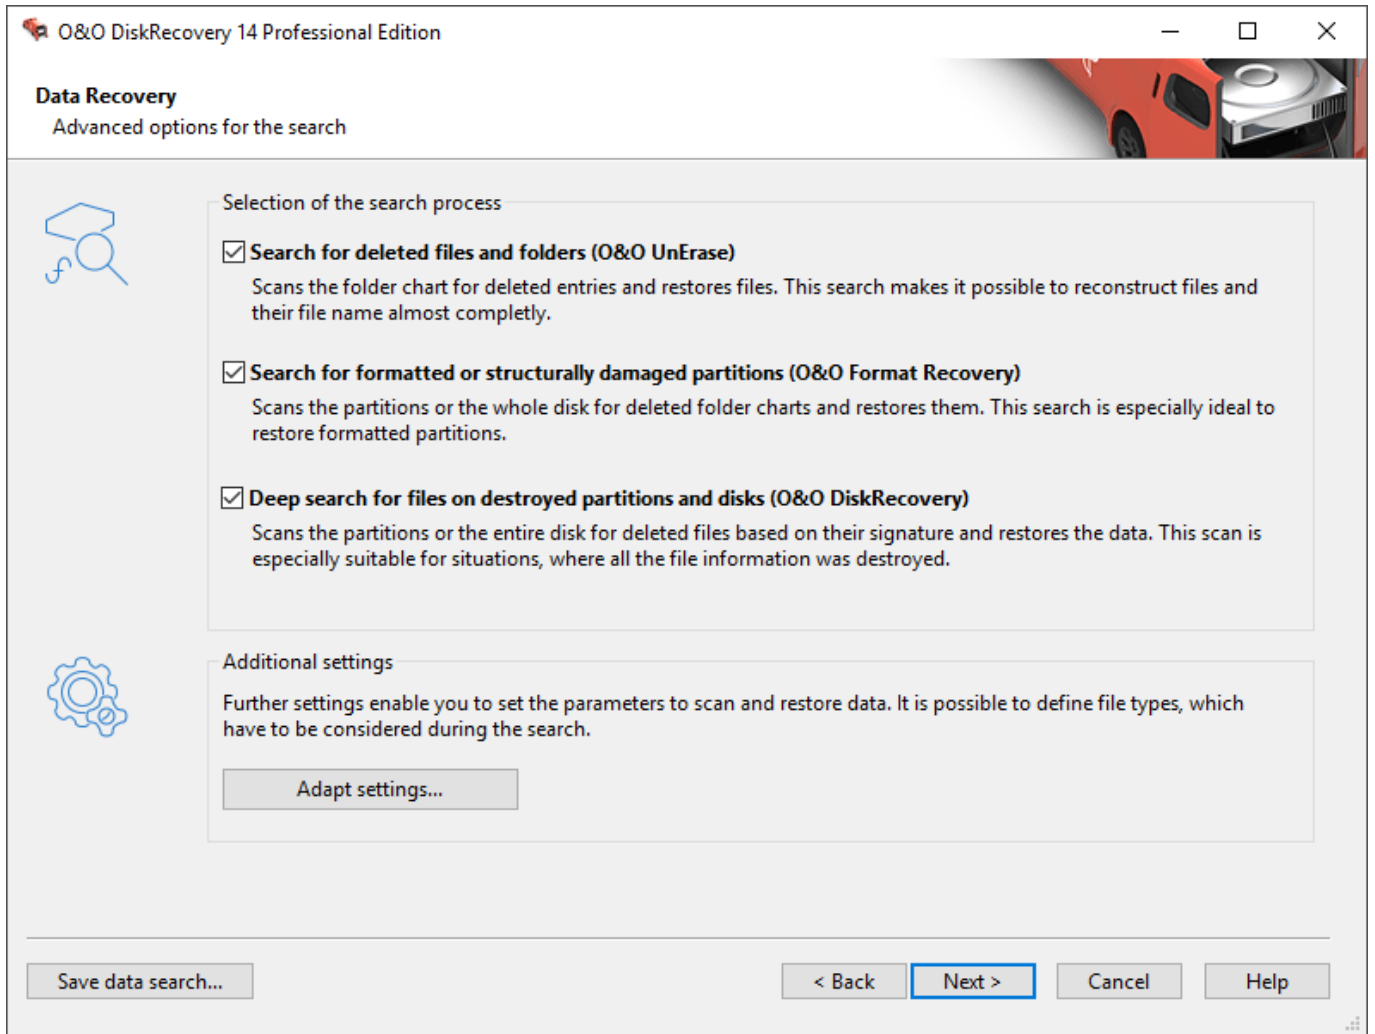 O&O DiskRecovery 14 Professional Edition
Data Recovery
Advanced options for the search
Selection of the search process
Search for deleted files and folders (O&O UnErase)
Scans the folder chart for deleted entries and restores files. This search makes it possible to reconstruct files and
their file name almost completly.
Search for formatted or structurally damaged partitions (O&O Format Recovery)
Scans the partitions or the whole disk for deleted folder charts and restores them. This search is especially ideal to
restore formatted partitions.
Deep search for files on destroyed partitions and disks (O&O DiskRecovery)
Scans the partitions or the entire disk for deleted files based on their signature and restores the data. This scan is
especially suitable for situations, where all the file information was destroyed.
Additional settings
Further settings enable you to set the parameters to scan and restore data. It is possible to define file types, which
have to be considered during the search.
Adapt settings...
Save data search...
< Back
Next >
Cancel
Help